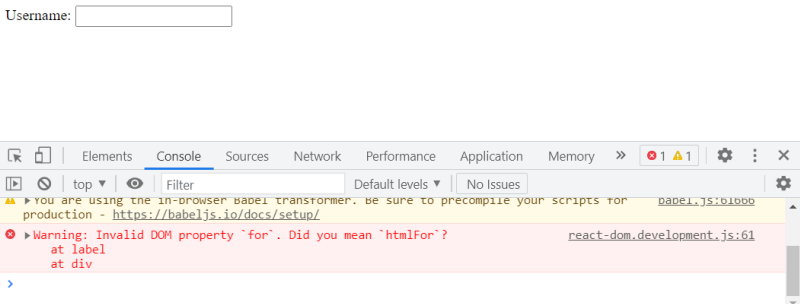 Username:
Elements Console Sources Network Performance Application Memory » 1 1
top ▼ Filter Default levels ▼ No Issues
▶You are using the in-browser Babel transformer. Be sure to precompile your scripts for babel.js:61666
production - https://babeljs.io/docs/setup/
▶Warning: Invalid DOM property `for`. Did you mean `htmlFor`? react-dom.development.js:61
at label
at div